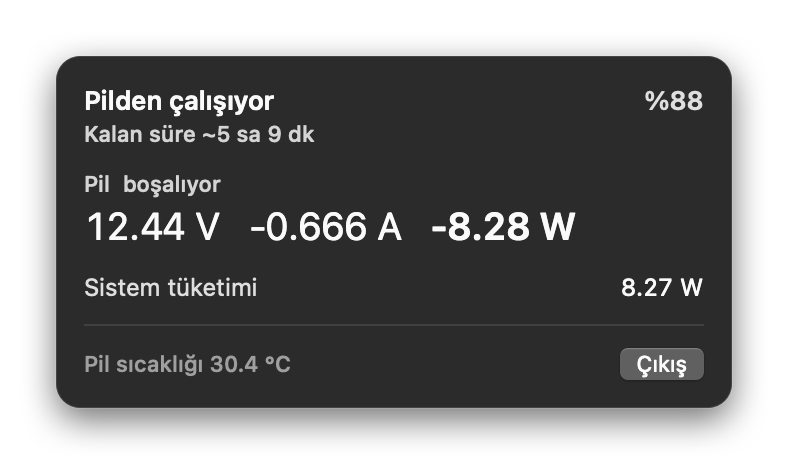 Pilden çalışıyor %88
Kalan süre ~5 sa 9 dk
Pil boşalıyor
12.44 V -0.666 A -8.28 W
Sistem tüketimi 8.27 W
Pil sıcaklığı 30.4 °C Çıkış